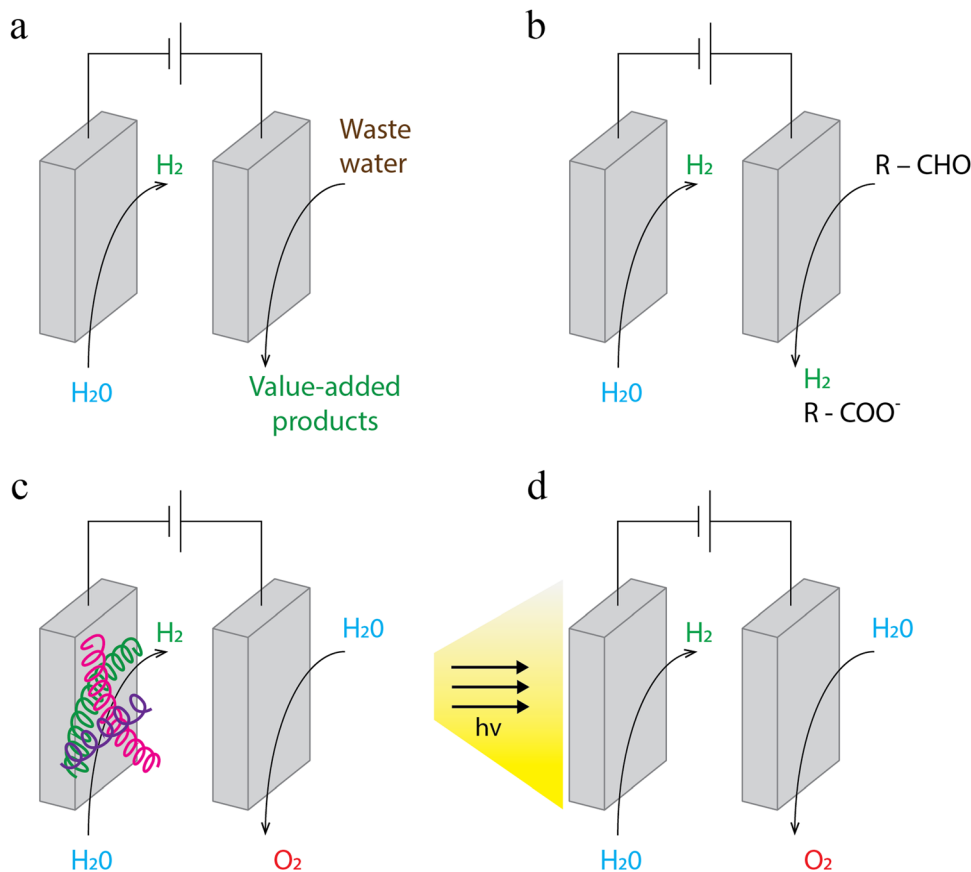 a
Waste
water
H₂
H₂0
Value-added
products
b
H₂
R – CHO
H₂0
H₂
R - COO⁻
c
H₂
H₂0
H₂0
O₂
d
hv
H₂
H₂0
H₂0
O₂